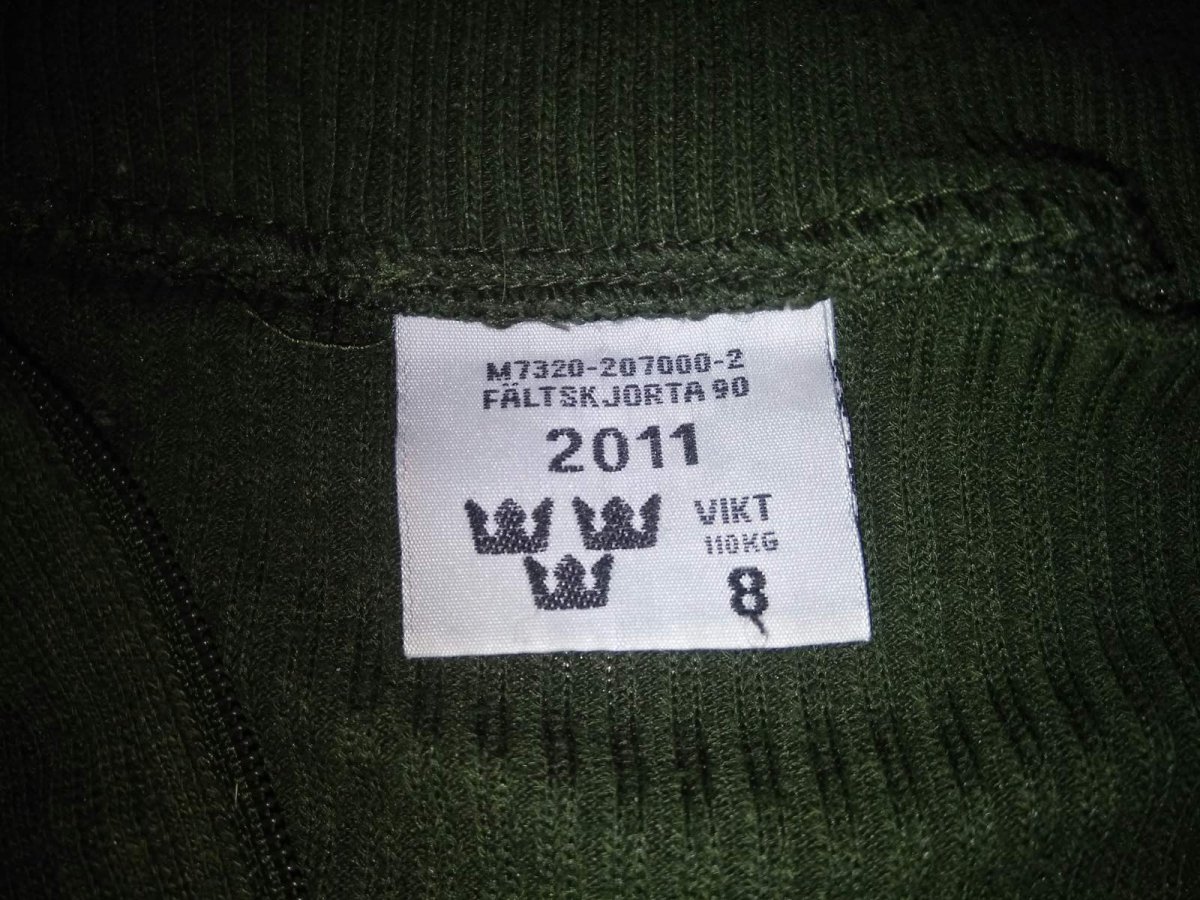 M7320-207000-2
FÄLTSKJORTA 90
2011
VIKT
110KG
8